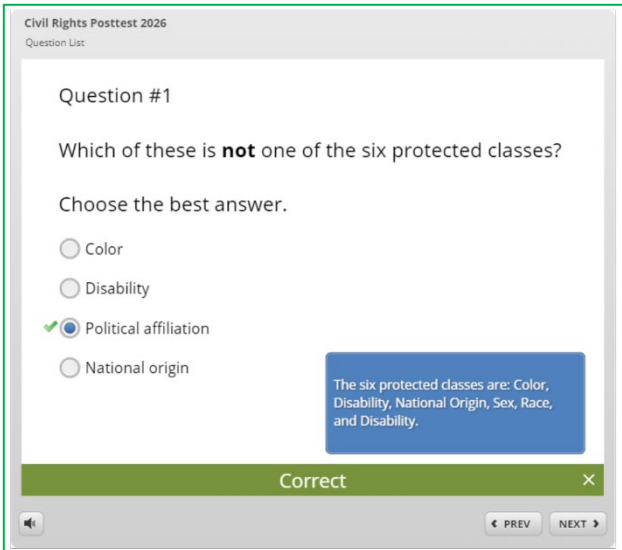 Civil Rights Posttest 2026
Question List
Question #1
Which of these is not one of the six protected classes?
Choose the best answer.
Color
Disability
Political affiliation
National origin
The six protected classes are: Color,
Disability, National Origin, Sex, Race,
and Disability.
Correct
PREV
NEXT